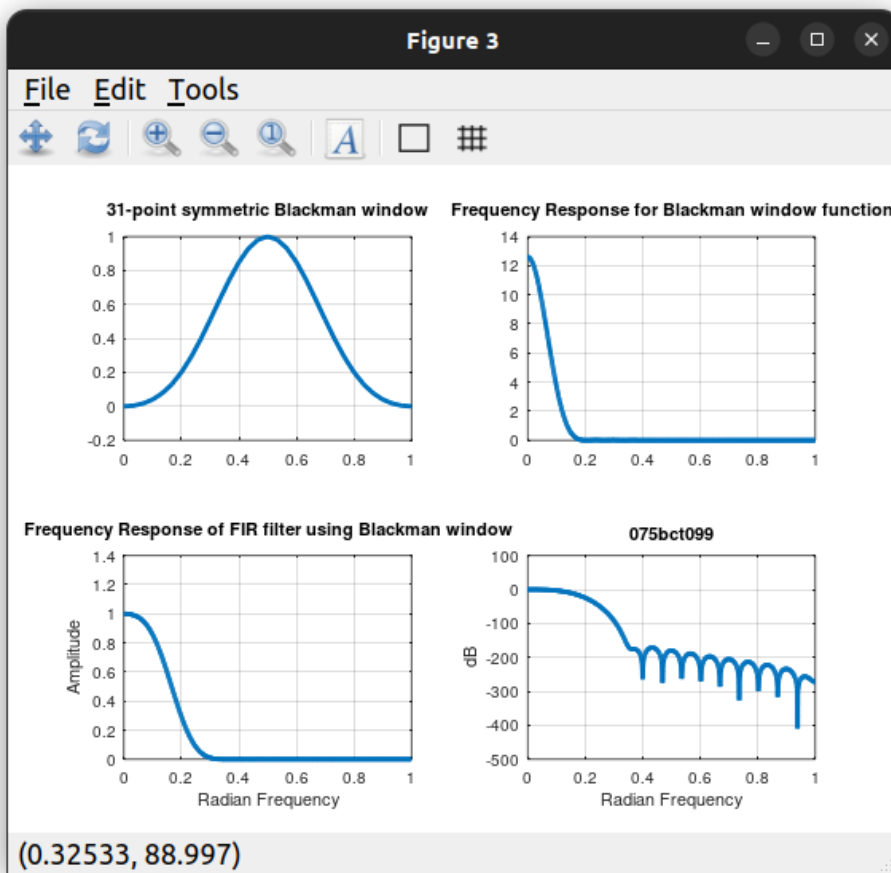 Figure 3
File Edit Tools
A
31-point symmetric Blackman window
1
0.8
0.6
0.4
0.2
0
-0.2
0 0.2 0.4 0.6 0.8 1
Frequency Response for Blackman window function
14
12
10
8
6
4
2
0
0 0.2 0.4 0.6 0.8 1
Frequency Response of FIR filter using Blackman window
1.4
1.2
1
0.8
0.6
0.4
0.2
0
Amplitude
0 0.2 0.4 0.6 0.8 1
Radian Frequency
075bct099
100
0
-100
-200
-300
-400
-500
dB
0 0.2 0.4 0.6 0.8 1
Radian Frequency
(0.32533, 88.997)